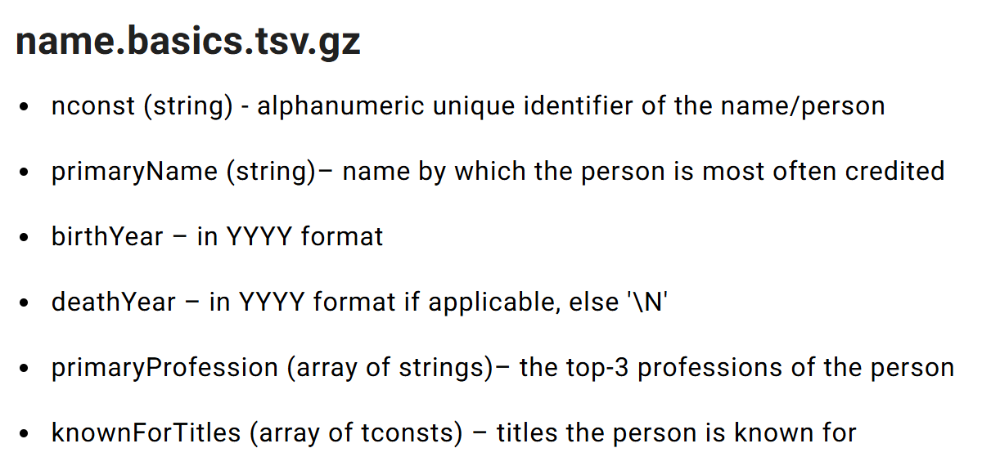 name.basics.tsv.gz
• nconst (string) - alphanumeric unique identifier of the name/person
• primaryName (string)– name by which the person is most often credited
• birthYear – in YYYY format
• deathYear – in YYYY format if applicable, else '\N'
• primaryProfession (array of strings)– the top-3 professions of the person
• knownForTitles (array of tconsts) – titles the person is known for